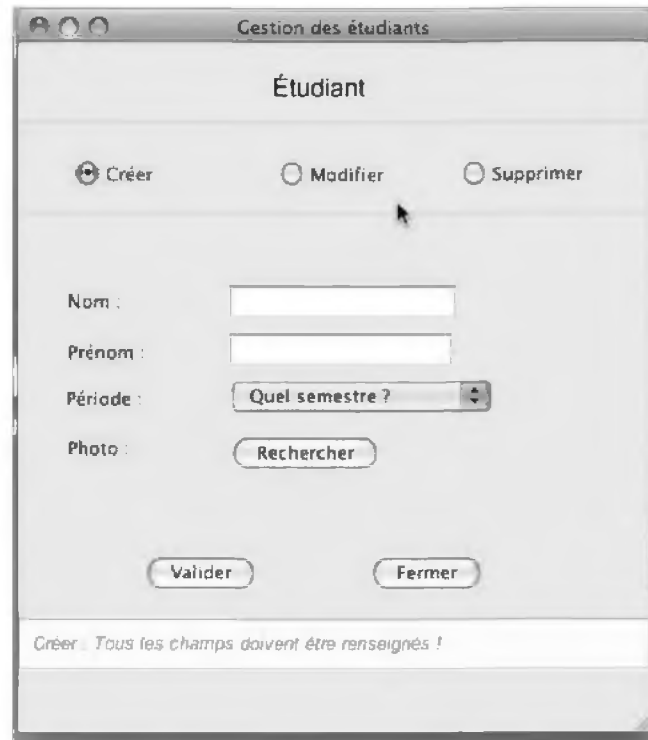 Gestion des étudiants
Étudiant
Créer Modifier Supprimer
Nom :
Prénom :
Période : Quel semestre ?
Photo : Rechercher
Valider Fermer
Créer : Tous les champs doivent être renseignés !